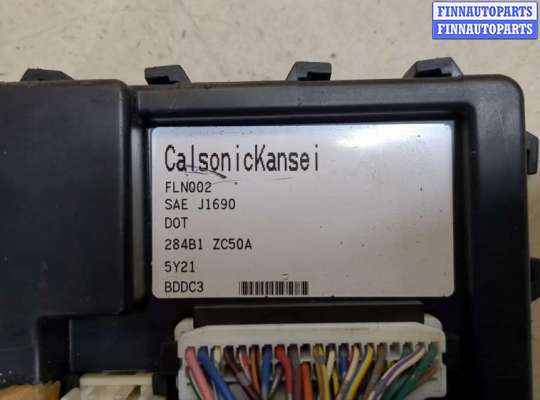 FINNAUTOPARTS
FINNAUTOPARTS
CalsonicKansei
FLN002
SAE J1690
DOT
284B1 ZC50A
5Y21
BDDC3